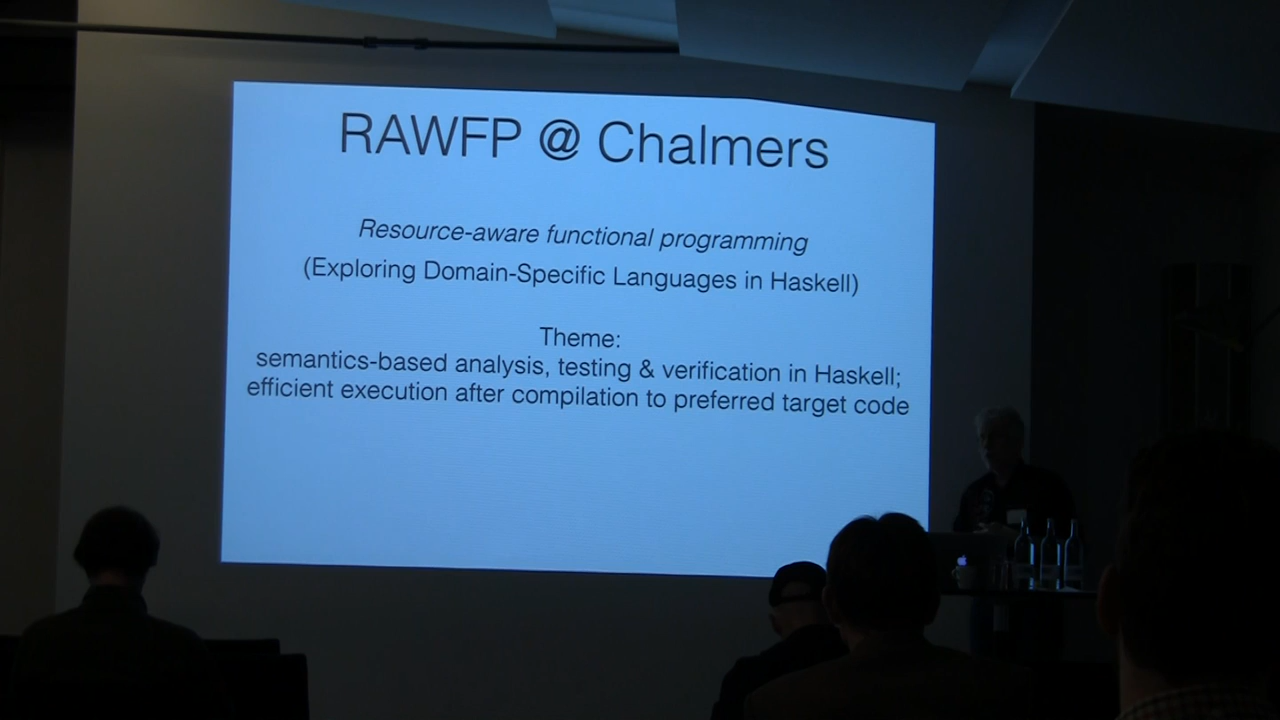 RAWFP @ Chalmers
Resource-aware functional programming
(Exploring Domain-Specific Languages in Haskell)
Theme:
semantics-based analysis, testing & verification in Haskell;
efficient execution after compilation to preferred target code